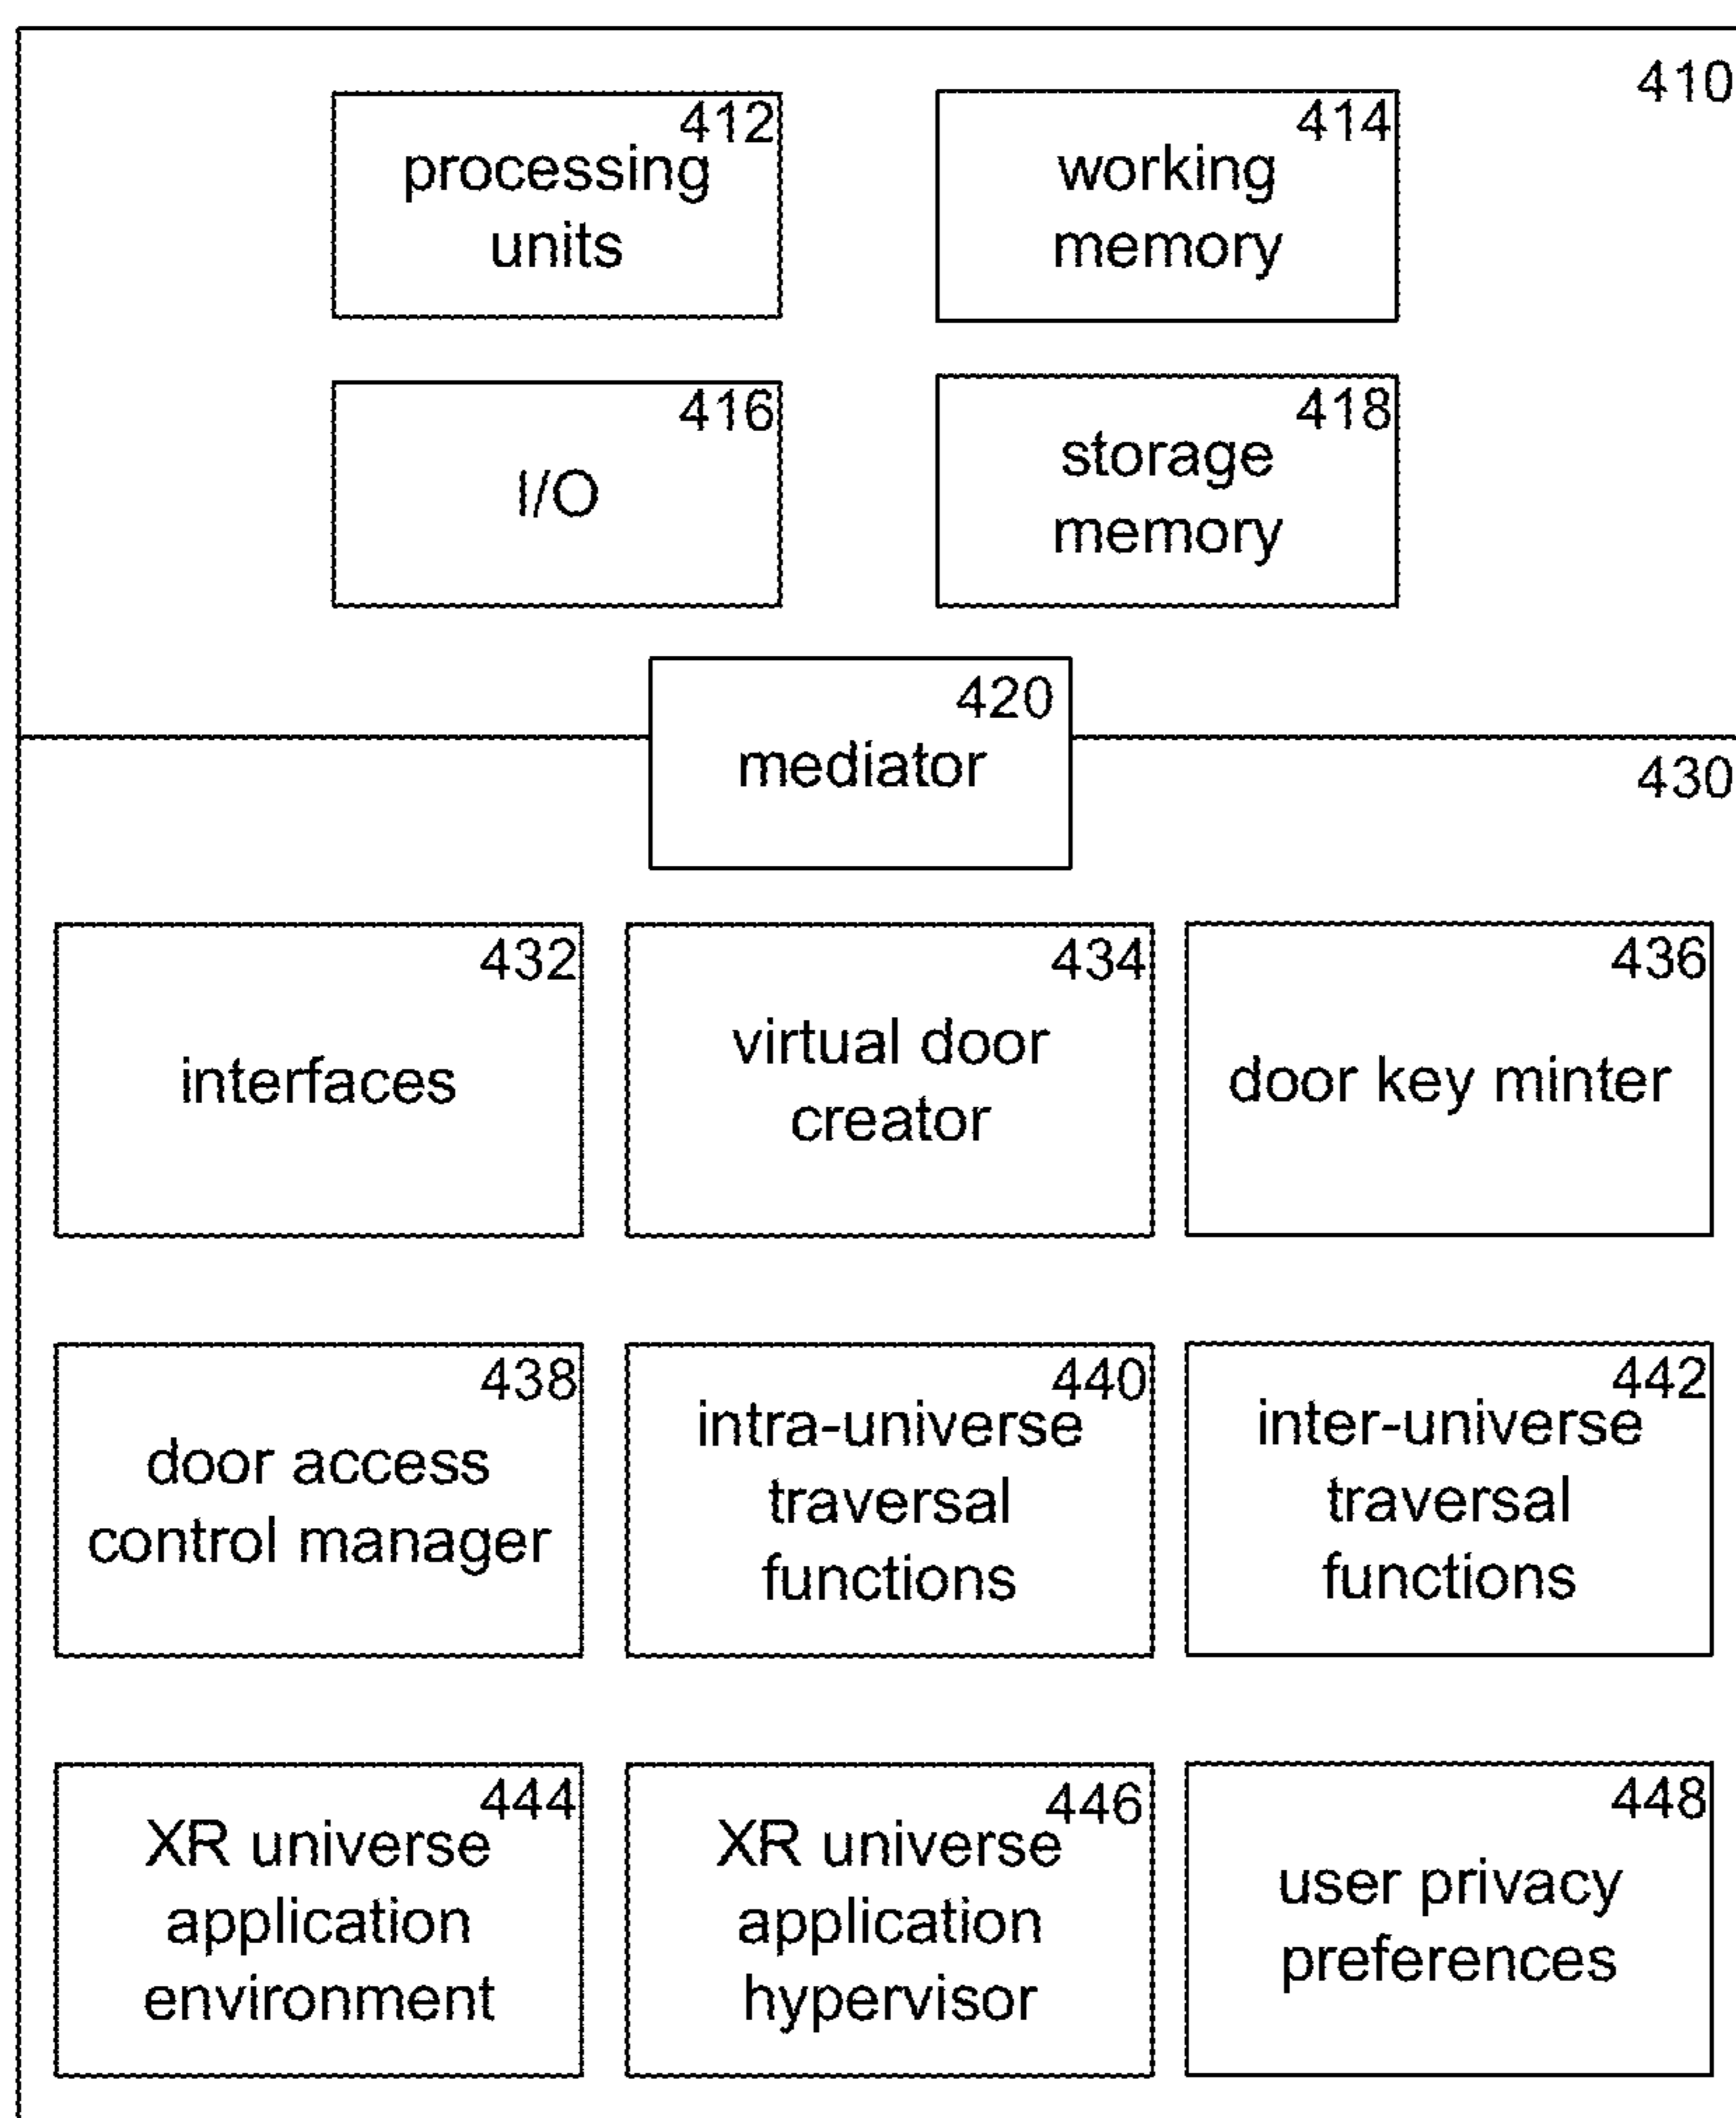 410
412
processing
units
414
working
memory
416
I/O
418
storage
memory
420
mediator
430
432
interfaces
434
virtual door
creator
436
door key minter
438
door access
control manager
440
intra-universe
traversal
functions
442
inter-universe
traversal
functions
444
XR universe
application
environment
446
XR universe
application
hypervisor
448
user privacy
preferences